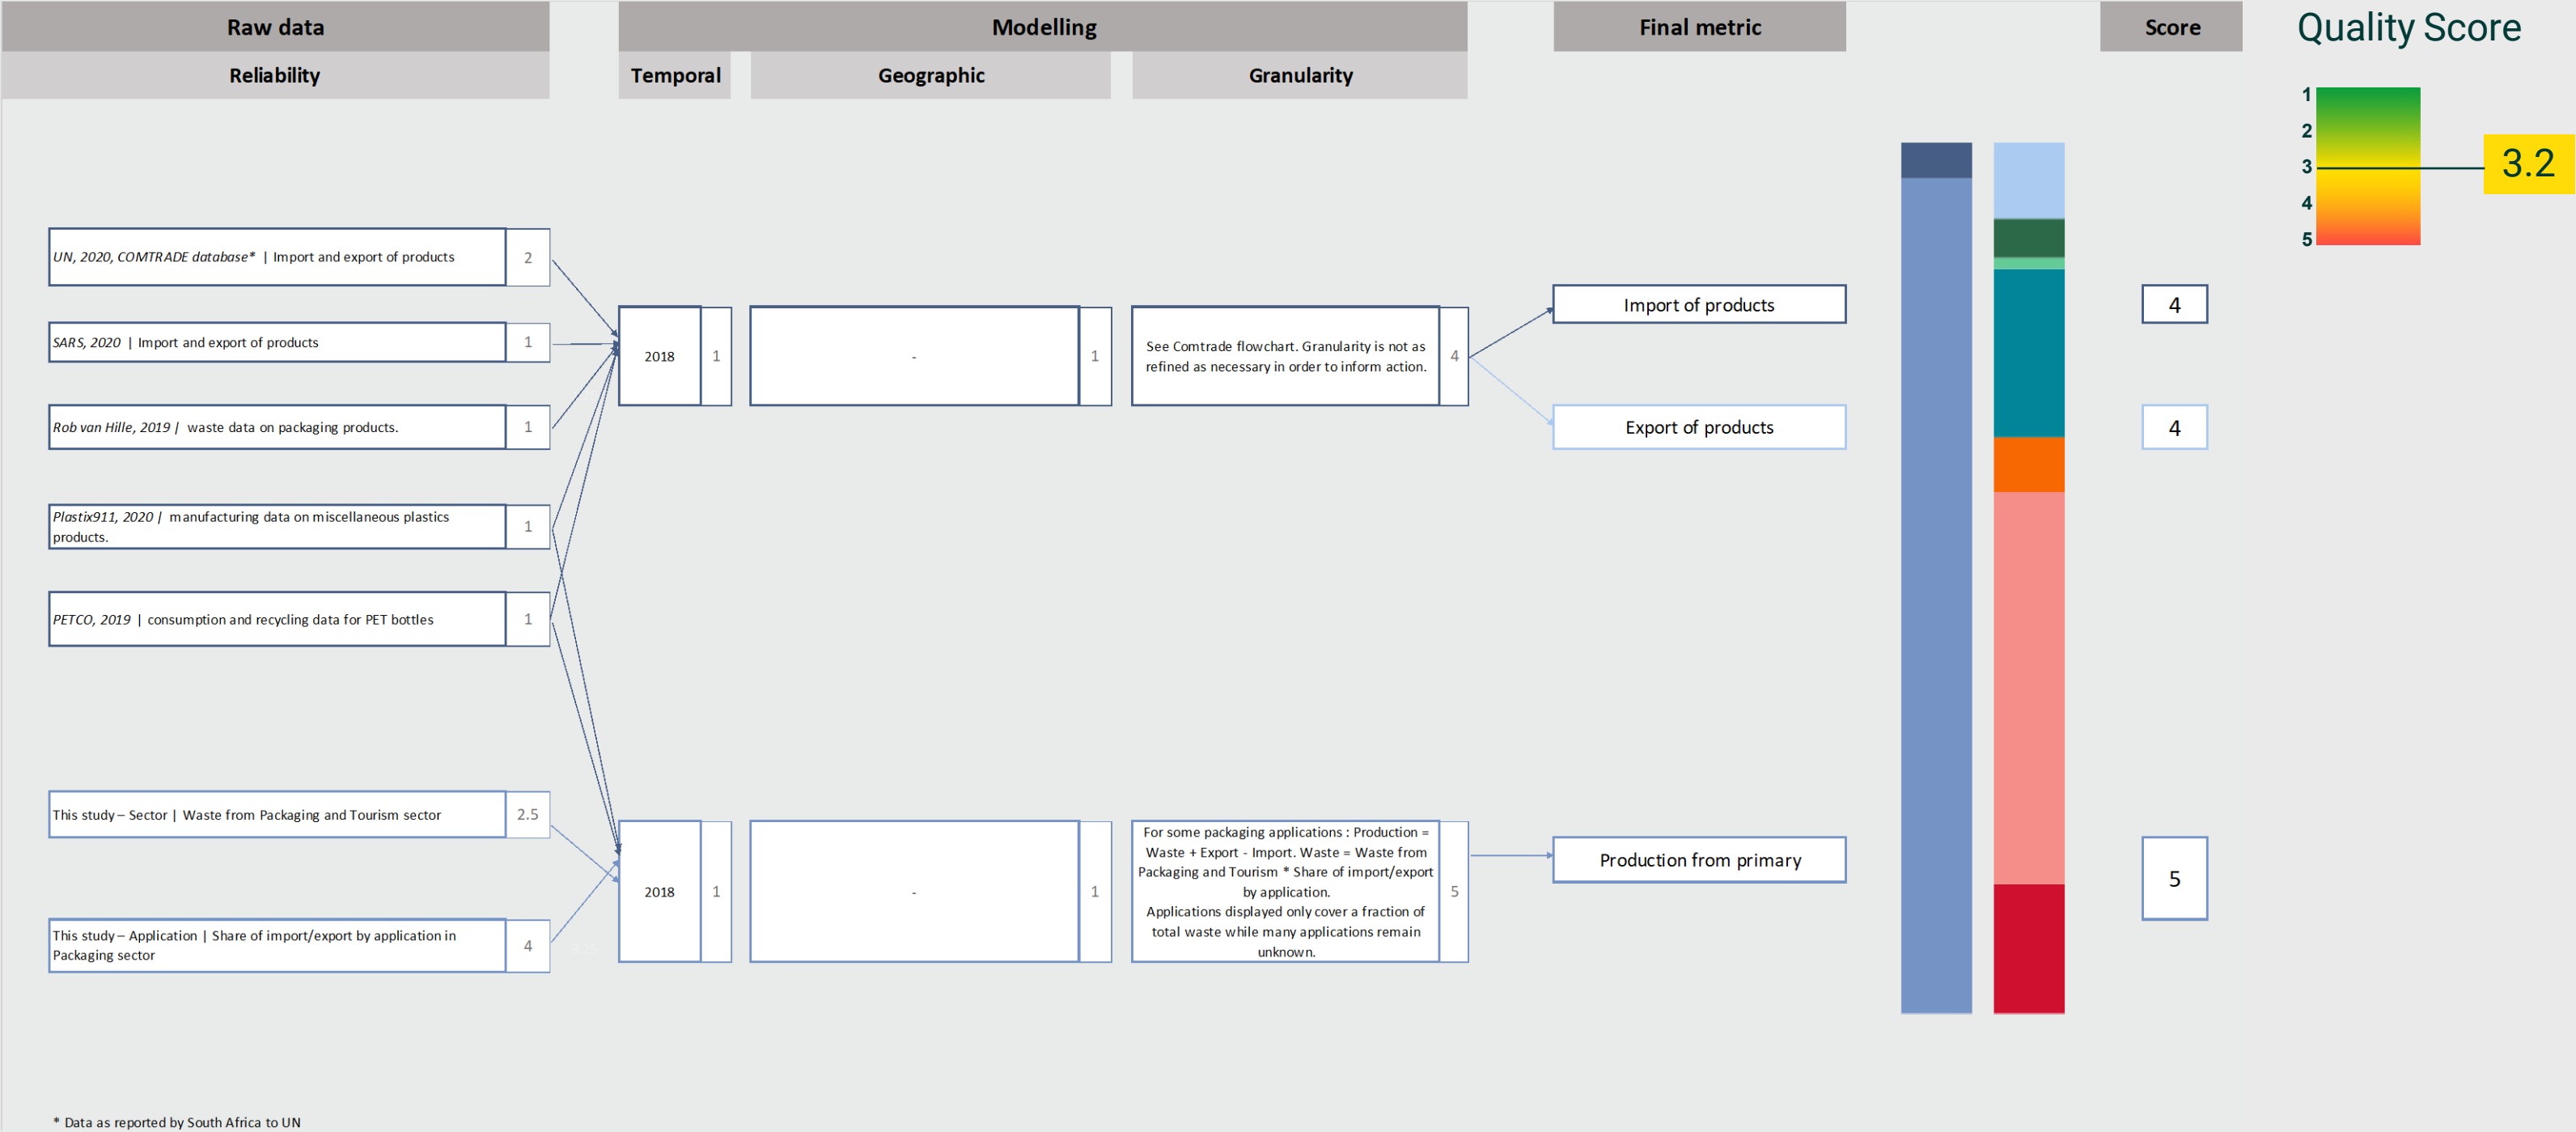 Raw data
Modelling
Final metric
Score
Quality Score
Reliability
Temporal
Geographic
Granularity
1
2
3
4
5
3.2
UN, 2020, COMTRADE database* | Import and export of products
2
SARS, 2020 | Import and export of products
1
Rob van Hille, 2019 | waste data on packaging products.
1
Plastix911, 2020 | manufacturing data on miscellaneous plastics
products.
1
PETCO, 2019 | consumption and recycling data for PET bottles
1
2018
1
-
1
See Comtrade flowchart. Granularity is not as
refined as necessary in order to inform action.
4
Import of products
4
Export of products
4
This study – Sector | Waste from Packaging and Tourism sector
2.5
This study – Application | Share of import/export by application in
Packaging sector
4
2018
1
-
1
For some packaging applications : Production =
Waste + Export - Import. Waste = Waste from
Packaging and Tourism * Share of import/export
by application.
Applications displayed only cover a fraction of
total waste while many applications remain
unknown.
5
Production from primary
5
* Data as reported by South Africa to UN